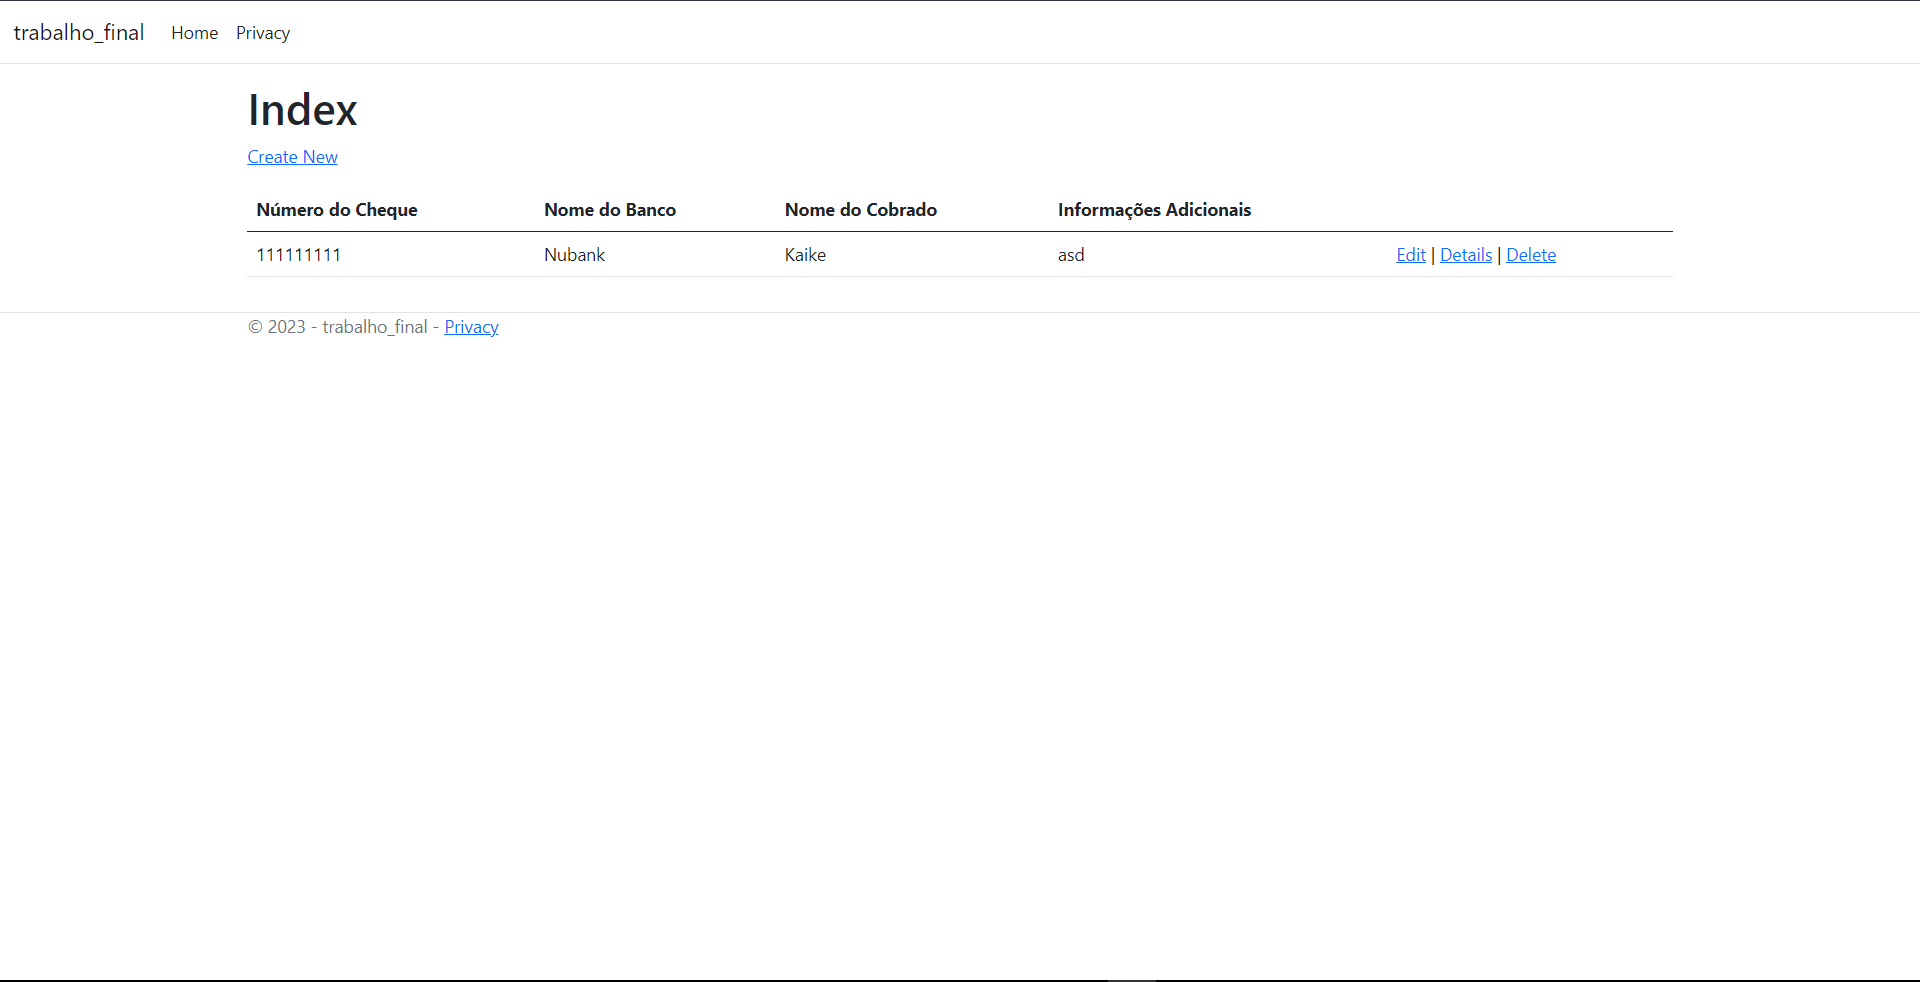 trabalho_final Home Privacy
Index
Create New
Número do Cheque Nome do Banco Nome do Cobrado Informações Adicionais
111111111 Nubank Kaike asd Edit | Details | Delete
© 2023 - trabalho_final - Privacy